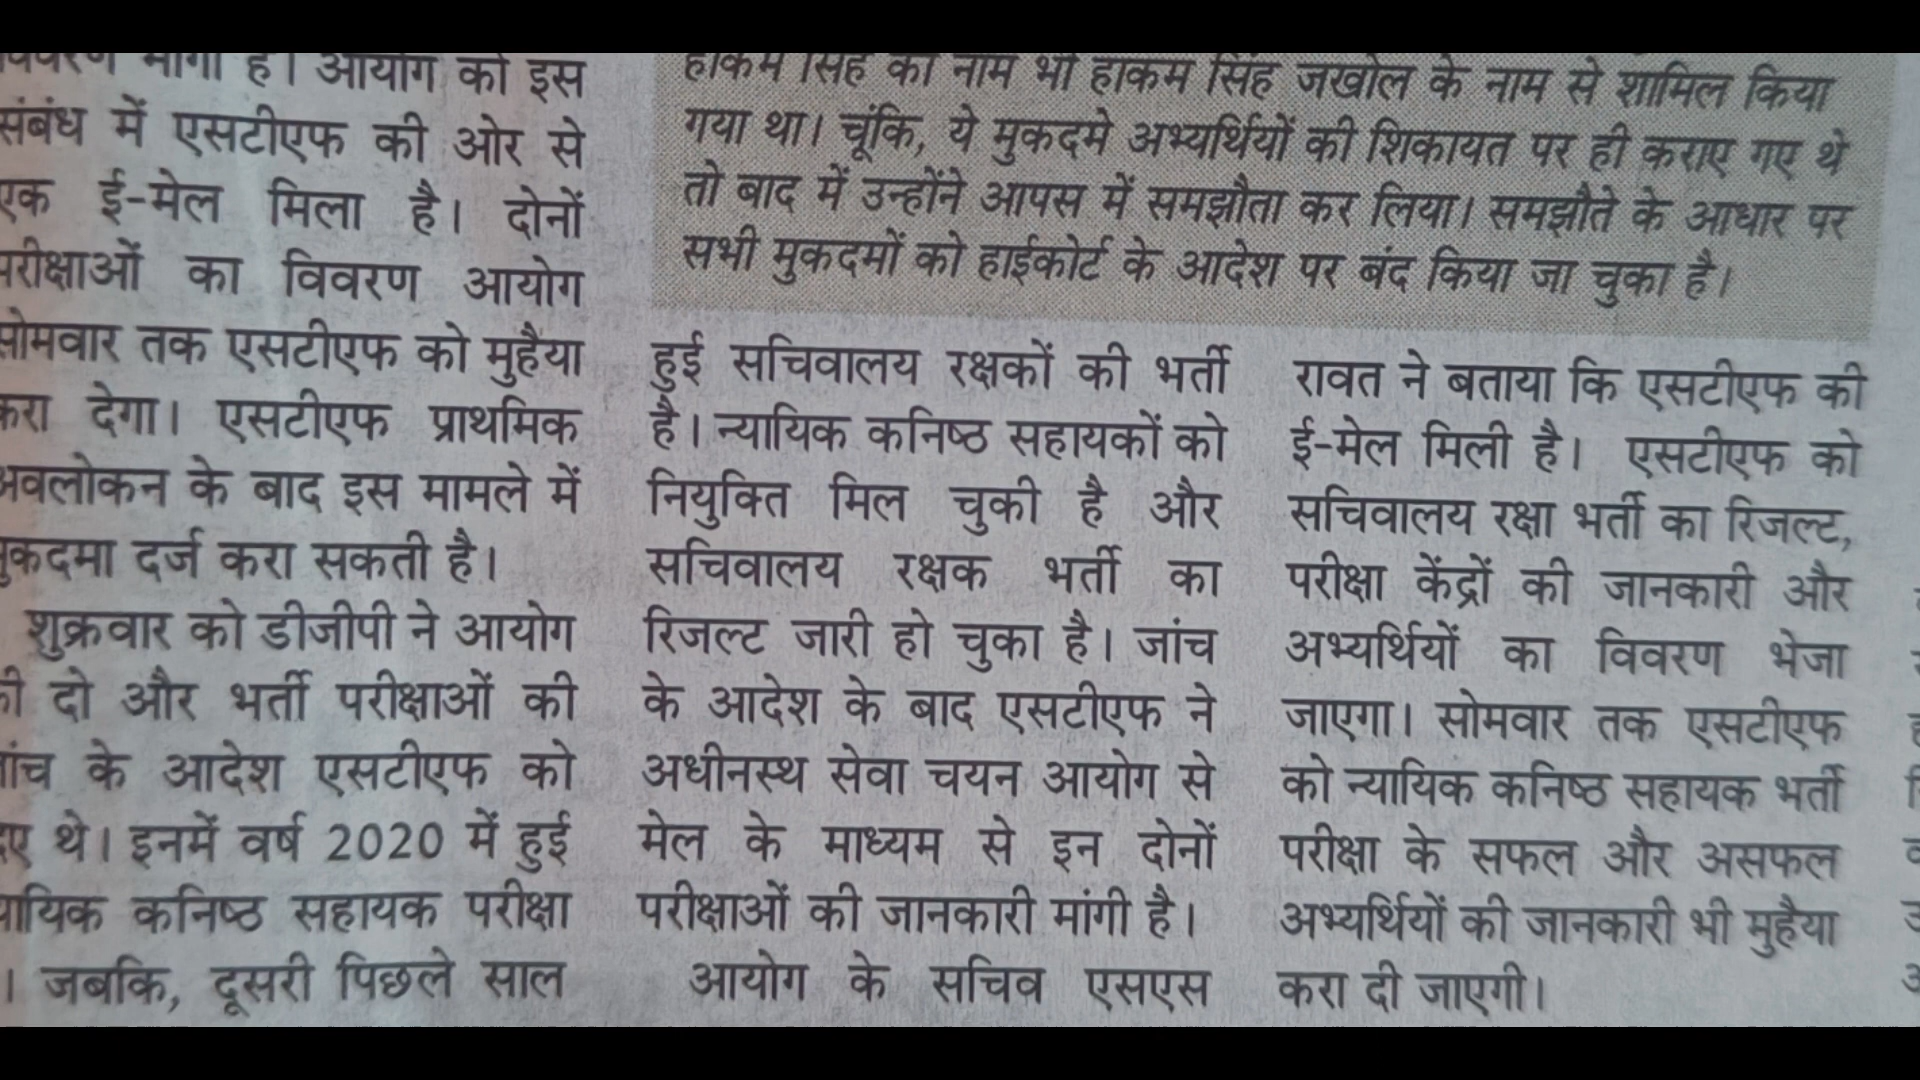 विवरण मांगा है। आयोग को इस
संबंध में एसटीएफ की ओर से
एक ई-मेल मिला है। दोनों
परीक्षाओं का विवरण आयोग
सोमवार तक एसटीएफ को मुहैया
करा देगा। एसटीएफ प्राथमिक
अवलोकन के बाद इस मामले में
मुकदमा दर्ज करा सकती है।
शुक्रवार को डीजीपी ने आयोग
की दो और भर्ती परीक्षाओं की
जांच के आदेश एसटीएफ को
दिए थे। इनमें वर्ष 2020 में हुई
न्यायिक कनिष्ठ सहायक परीक्षा
। जबकि, दूसरी पिछले साल
हाकम सिंह का नाम भी हाकम सिंह जखोल के नाम से शामिल किया
गया था। चूंकि, ये मुकदमे अभ्यर्थियों की शिकायत पर ही कराए गए थे
तो बाद में उन्होंने आपस में समझौता कर लिया। समझौते के आधार पर
सभी मुकदमों को हाईकोर्ट के आदेश पर बंद किया जा चुका है।
हुई सचिवालय रक्षकों की भर्ती
है। न्यायिक कनिष्ठ सहायकों को
नियुक्ति मिल चुकी है और
सचिवालय रक्षक भर्ती का
रिजल्ट जारी हो चुका है। जांच
के आदेश के बाद एसटीएफ ने
अधीनस्थ सेवा चयन आयोग से
मेल के माध्यम से इन दोनों
परीक्षाओं की जानकारी मांगी है।
आयोग के सचिव एसएस
रावत ने बताया कि एसटीएफ की
ई-मेल मिली है। एसटीएफ को
सचिवालय रक्षा भर्ती का रिजल्ट,
परीक्षा केंद्रों की जानकारी और
अभ्यर्थियों का विवरण भेजा
जाएगा। सोमवार तक एसटीएफ
को न्यायिक कनिष्ठ सहायक भर्ती
परीक्षा के सफल और असफल
अभ्यर्थियों की जानकारी भी मुहैया
करा दी जाएगी।